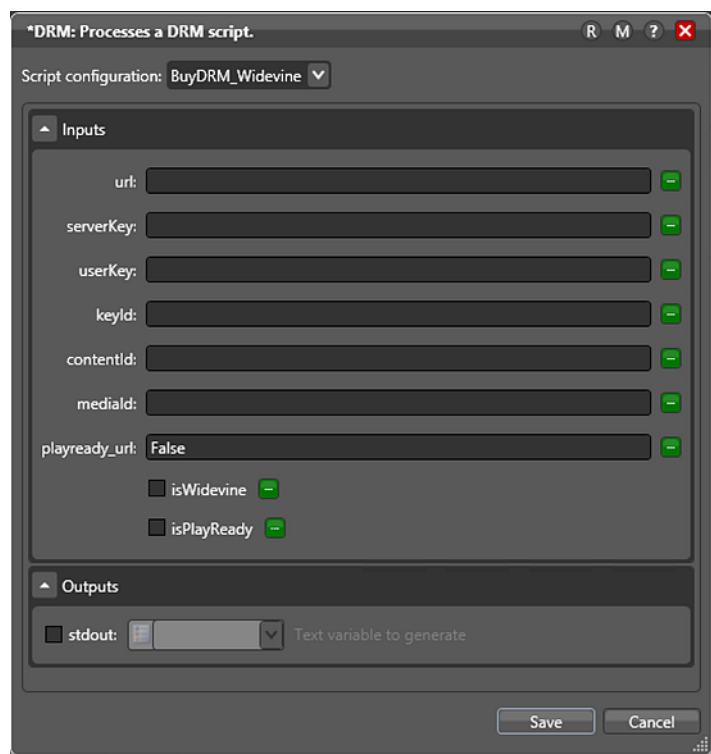 *DRM: Processes a DRM script. R M ?
Script configuration: BuyDRM_Widevine
Inputs
url:
serverKey:
userKey:
keyId:
contentId:
mediaId:
playready_url: False
isWidevine
isPlayReady
Outputs
stdout: Text variable to generate
Save Cancel